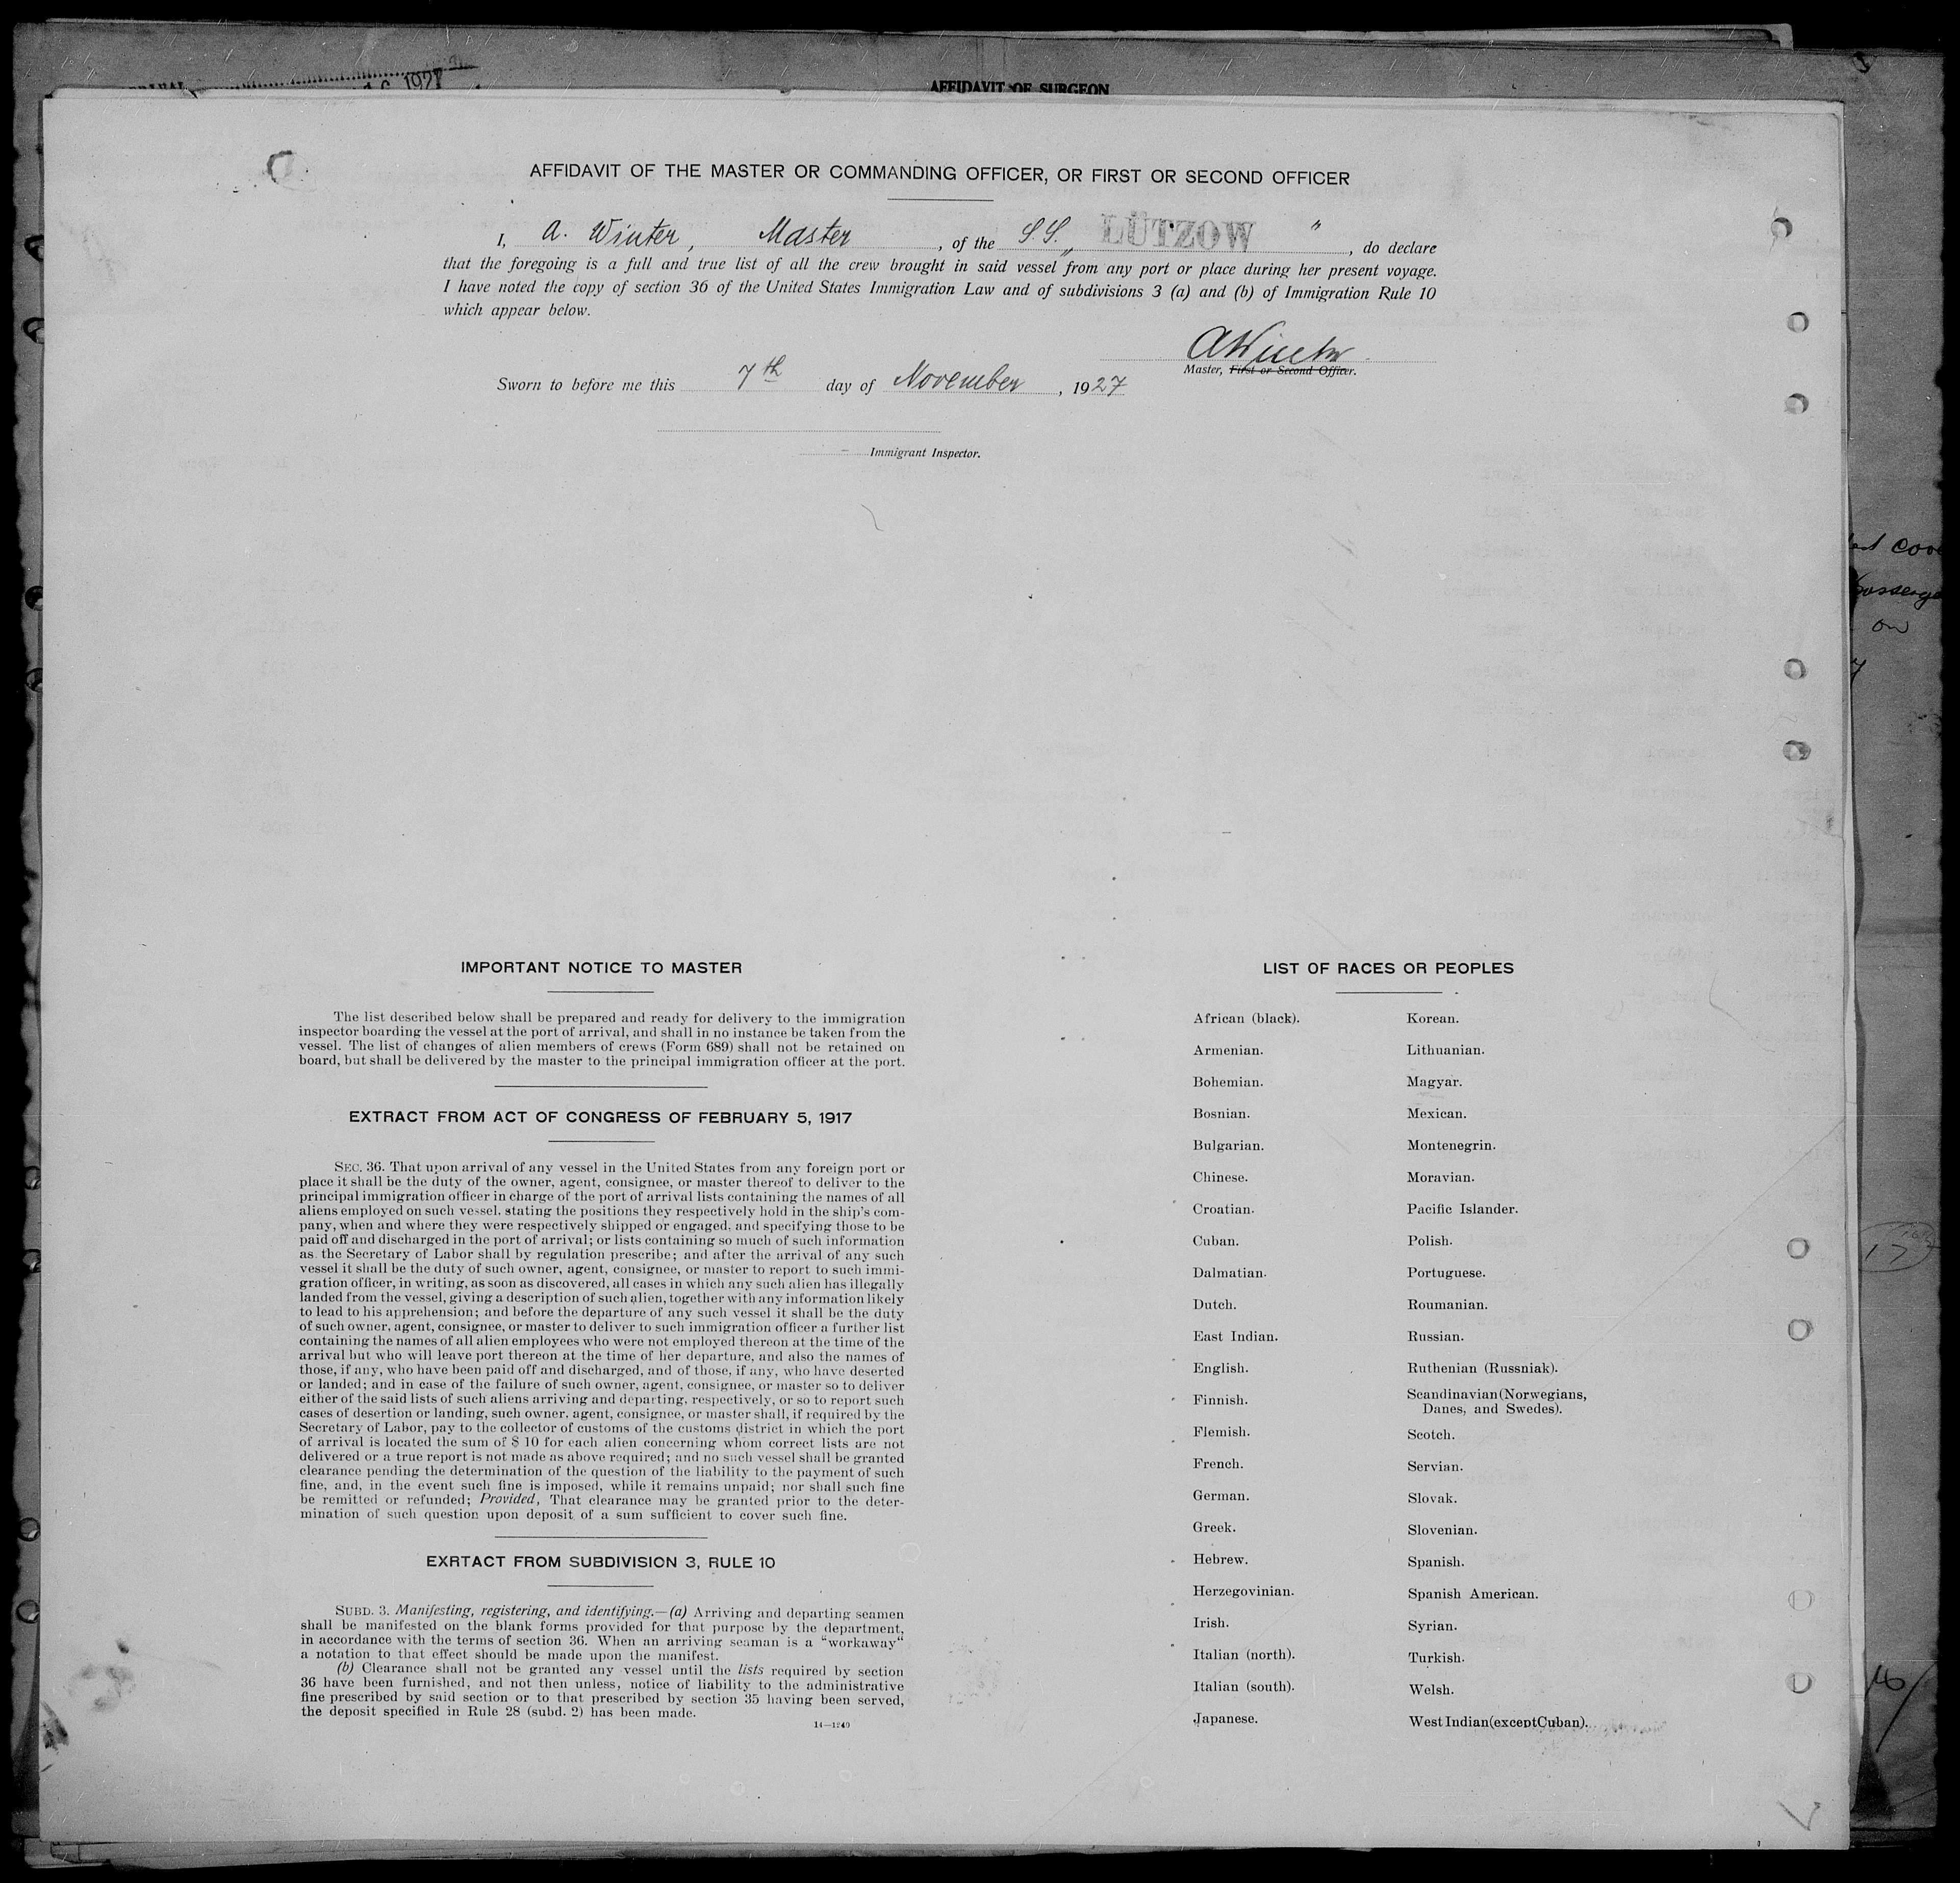 AFFIDAVIT OF SURGEON
AFFIDAVIT OF THE MASTER OR COMMANDING OFFICER, OR FIRST OR SECOND OFFICER
I, A. Winter, Master, of the S.S. „ LÜTZOW ", do declare
that the foregoing is a full and true list of all the crew brought in said vessel from any port or place during her present voyage.
I have noted the copy of section 36 of the United States Immigration Law and of subdivisions 3 (a) and (b) of Immigration Rule 10
which appear below.
AWinter
Master, First or Second Officer.
Sworn to before me this 7th day of November, 1927
Immigrant Inspector.
IMPORTANT NOTICE TO MASTER
The list described below shall be prepared and ready for delivery to the immigration
inspector boarding the vessel at the port of arrival, and shall in no instance be taken from the
vessel. The list of changes of alien members of crews (Form 689) shall not be retained on
board, but shall be delivered by the master to the principal immigration officer at the port.
EXTRACT FROM ACT OF CONGRESS OF FEBRUARY 5, 1917
SEC. 36. That upon arrival of any vessel in the United States from any foreign port or
place it shall be the duty of the owner, agent, consignee, or master thereof to deliver to the
principal immigration officer in charge of the port of arrival lists containing the names of all
aliens employed on such vessel, stating the positions they respectively hold in the ship's com-
pany, when and where they were respectively shipped or engaged, and specifying those to be
paid off and discharged in the port of arrival; or lists containing so much of such information
as the Secretary of Labor shall by regulation prescribe; and after the arrival of any such
vessel it shall be the duty of such owner, agent, consignee, or master to report to such immi-
gration officer, in writing, as soon as discovered, all cases in which any such alien has illegally
landed from the vessel, giving a description of such alien, together with any information likely
to lead to his apprehension; and before the departure of any such vessel it shall be the duty
of such owner, agent, consignee, or master to deliver to such immigration officer a further list
containing the names of all alien employees who were not employed thereon at the time of the
arrival but who will leave port thereon at the time of her departure, and also the names of
those, if any, who have been paid off and discharged, and of those, if any, who have deserted
or landed; and in case of the failure of such owner, agent, consignee, or master so to deliver
either of the said lists of such aliens arriving and departing, respectively, or so to report such
cases of desertion or landing, such owner, agent, consignee, or master shall, if required by the
Secretary of Labor, pay to the collector of customs of the customs district in which the port
of arrival is located the sum of $ 10 for each alien concerning whom correct lists are not
delivered or a true report is not made as above required; and no such vessel shall be granted
clearance pending the determination of the question of the liability to the payment of such
fine, and, in the event such fine is imposed, while it remains unpaid; nor shall such fine
be remitted or refunded; Provided, That clearance may be granted prior to the deter-
mination of such question upon deposit of a sum sufficient to cover such fine.
EXRTACT FROM SUBDIVISION 3, RULE 10
SUBD. 3. Manifesting, registering, and identifying.—(a) Arriving and departing seamen
shall be manifested on the blank forms provided for that purpose by the department,
in accordance with the terms of section 36. When an arriving seaman is a “workaway“
a notation to that effect should be made upon the manifest.
(b) Clearance shall not be granted any vessel until the lists required by section
36 have been furnished, and not then unless, notice of liability to the administrative
fine prescribed by said section or to that prescribed by section 35 having been served,
the deposit specified in Rule 28 (subd. 2) has been made.
14—1240
LIST OF RACES OR PEOPLES
African (black).
Armenian.
Bohemian.
Bosnian.
Bulgarian.
Chinese.
Croatian.
Cuban.
Dalmatian.
Dutch.
East Indian.
English.
Finnish.
Flemish.
French.
German.
Greek.
Hebrew.
Herzegovinian.
Irish.
Italian (north).
Italian (south).
Japanese.
Korean.
Lithuanian.
Magyar.
Mexican.
Montenegrin.
Moravian.
Pacific Islander.
Polish.
Portuguese.
Roumanian.
Russian.
Ruthenian (Russniak).
Scandinavian (Norwegians,
Danes, and Swedes).
Scotch.
Servian.
Slovak.
Slovenian.
Spanish.
Spanish American.
Syrian.
Turkish.
Welsh.
West Indian (except Cuban).